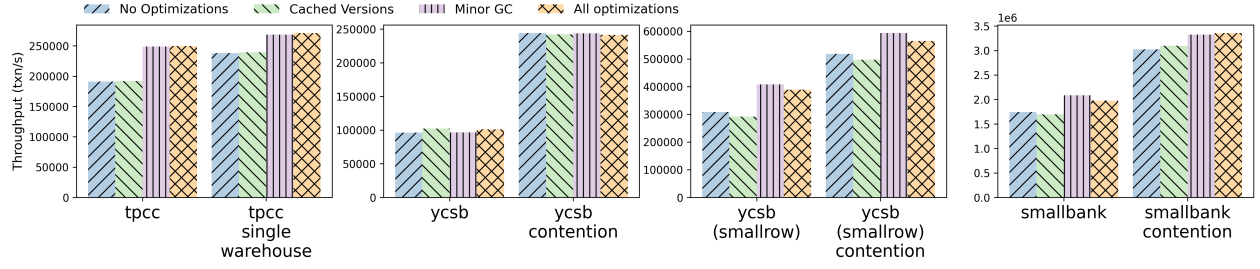 No Optimizations Cached Versions Minor GC All optimizations
Throughput (txn/s)
250000
200000
150000
100000
50000
0
tpcc
tpcc
single
warehouse
250000
200000
150000
100000
50000
0
ycsb
ycsb
contention
600000
500000
400000
300000
200000
100000
0
ycsb
(smallrow)
ycsb
(smallrow)
contention
1e6
3.5
3.0
2.5
2.0
1.5
1.0
0.5
0.0
smallbank
smallbank
contention